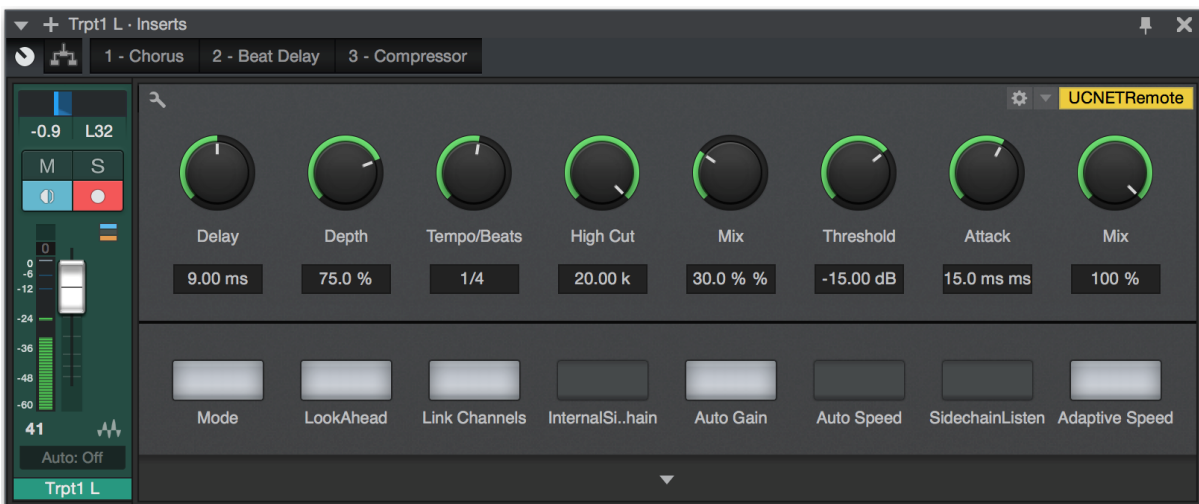 Trpt1 L · Inserts
1 - Chorus 2 - Beat Delay 3 - Compressor
UCNETRemote
-0.9 L32
M S
Delay Depth Tempo/Beats High Cut Mix Threshold Attack Mix
9.00 ms 75.0 % 1/4 20.00 k 30.0 % % -15.00 dB 15.0 ms ms 100 %
0
0
-6
-12
-24
-36
-48
-60
Mode LookAhead Link Channels InternalSi..hain Auto Gain Auto Speed SidechainListen Adaptive Speed
41
Auto: Off
Trpt1 L